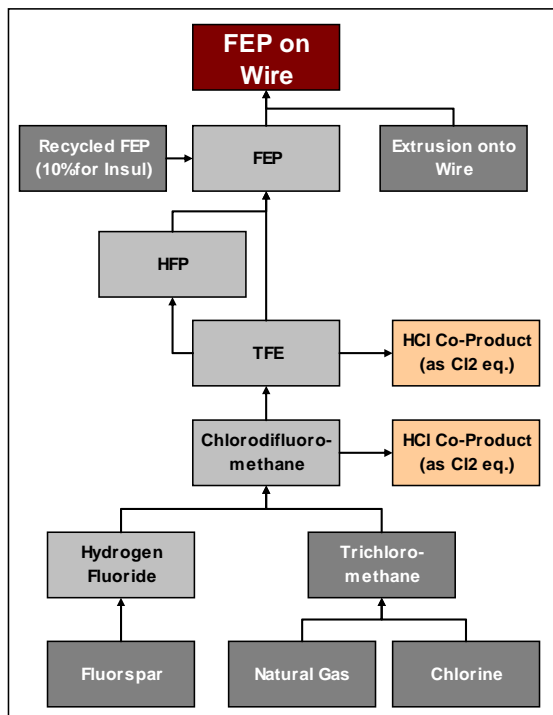 FEP on
Wire
Recycled FEP
(10%for Insul)
FEP
Extrusion onto
Wire
HFP
TFE
HCl Co-Product
(as Cl2 eq.)
Chlorodifluoro-
methane
HCl Co-Product
(as Cl2 eq.)
Hydrogen
Fluoride
Trichloro-
methane
Fluorspar
Natural Gas
Chlorine